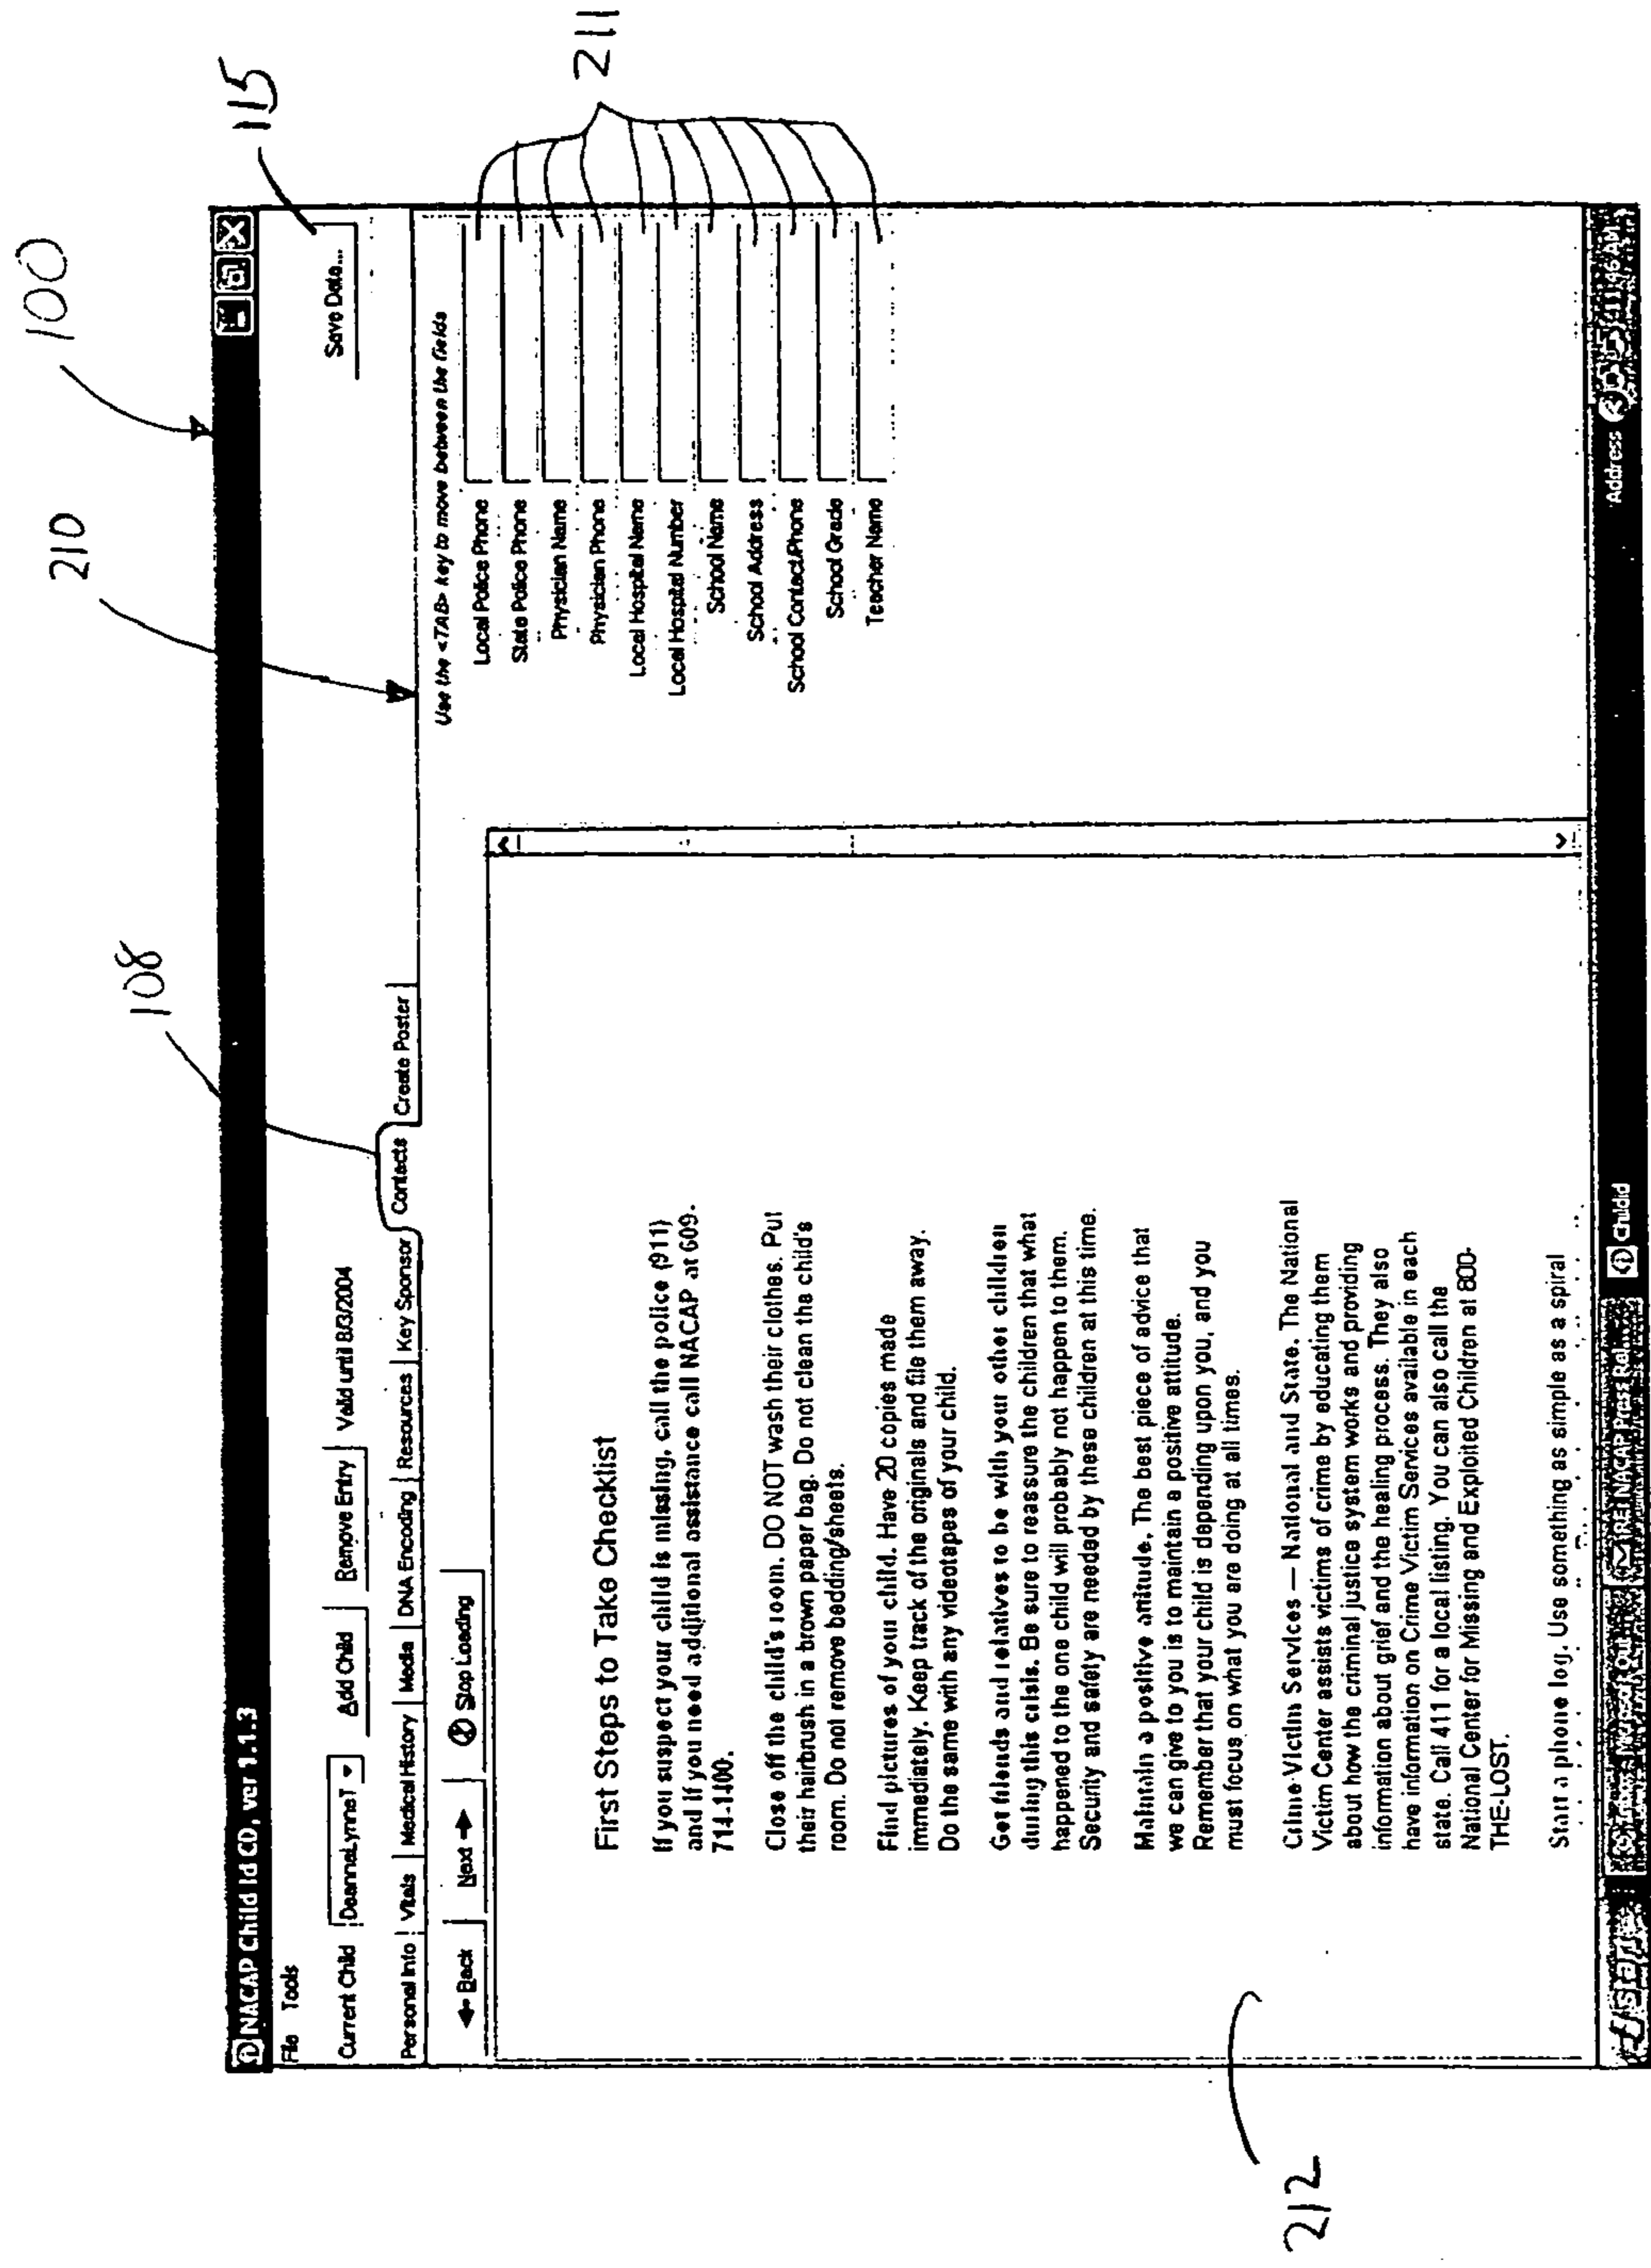 100
210
108
115
NACAP Child Id CD, ver 1.1.3
File Tools
Current Child DeannaLynneT Add Child Remove Entry Valid until 8/3/2004 Save Data...
Personal Info Vitals Medical History Media DNA Encoding Resources Key Sponsor Contacts Create Poster
Back Next Stop Loading
Use the <TAB> key to move between the fields
Local Police Phone
State Police Phone
Physician Name
Physician Phone
Local Hospital Name
Local Hospital Number
School Name
School Address
School Contact/Phone
School Grade
Teacher Name
211
First Steps to Take Checklist
If you suspect your child is missing, call the police (911)
and if you need additional assistance call NACAP at 609-
714-1400.
Close off the child's room. DO NOT wash their clothes. Put
their hairbrush in a brown paper bag. Do not clean the child's
room. Do not remove bedding/sheets.
Find pictures of your child. Have 20 copies made
immediately. Keep track of the originals and file them away.
Do the same with any videotapes of your child.
Get friends and relatives to be with your other children
during this crisis. Be sure to reassure the children that what
happened to the one child will probably not happen to them.
Security and safety are needed by these children at this time.
Maintain a positive attitude. The best piece of advice that
we can give to you is to maintain a positive attitude.
Remember that your child is depending upon you, and you
must focus on what you are doing at all times.
Crime Victim Services — National and State. The National
Victim Center assists victims of crime by educating them
about how the criminal justice system works and providing
information about grief and the healing process. They also
have information on Crime Victim Services available in each
state. Call 411 for a local listing. You can also call the
National Center for Missing and Exploited Children at 800-
THE-LOST.
Start a phone log. Use something as simple as a spiral
212
start RE: NACAP Press Rel... ChildId Address 11:46 AM